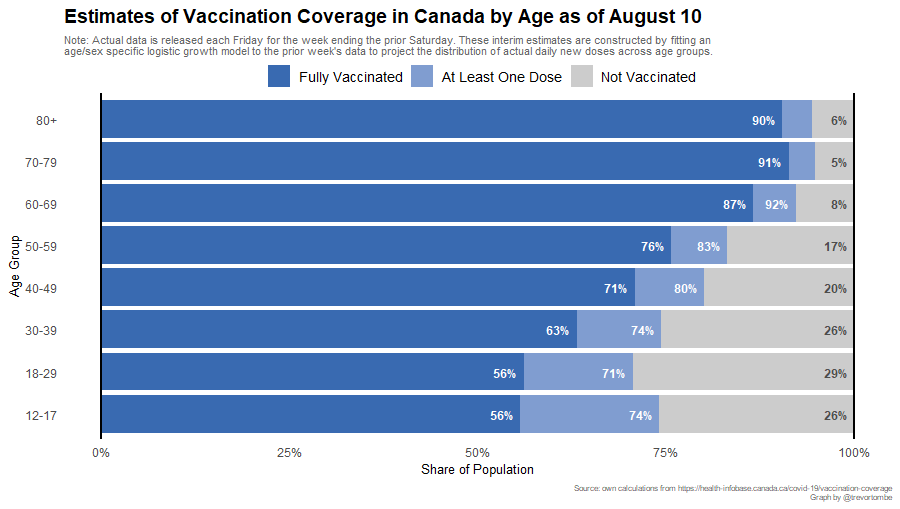 Estimates of Vaccination Coverage in Canada by Age as of August 10
Note: Actual data is released each Friday for the week ending the prior Saturday. These interim estimates are constructed by fitting an
age/sex specific logistic growth model to the prior week's data to project the distribution of actual daily new doses across age groups.
Fully Vaccinated At Least One Dose Not Vaccinated
80+ 90% 6%
70-79 91% 5%
60-69 87% 92% 8%
50-59 76% 83% 17%
40-49 71% 80% 20%
30-39 63% 74% 26%
18-29 56% 71% 29%
12-17 56% 74% 26%
Age Group
0% 25% 50% 75% 100%
Share of Population
Source: own calculations from https://health-infobase.canada.ca/covid-19/vaccination-coverage
Graph by @trevortombe